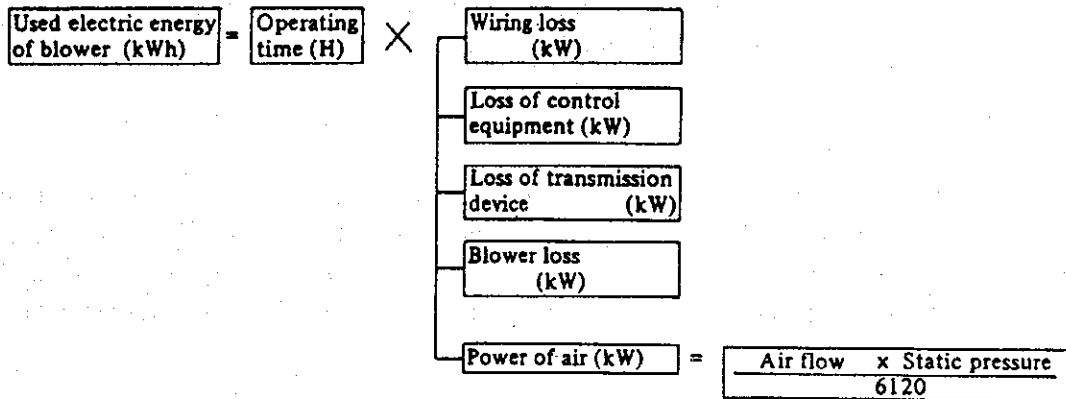 Used electric energy
of blower (kWh)
=
Operating
time (H)
×
Wiring loss
(kW)
Loss of control
equipment (kW)
Loss of transmission
device (kW)
Blower loss
(kW)
Power of air (kW)
=
Air flow x Static pressure
6120